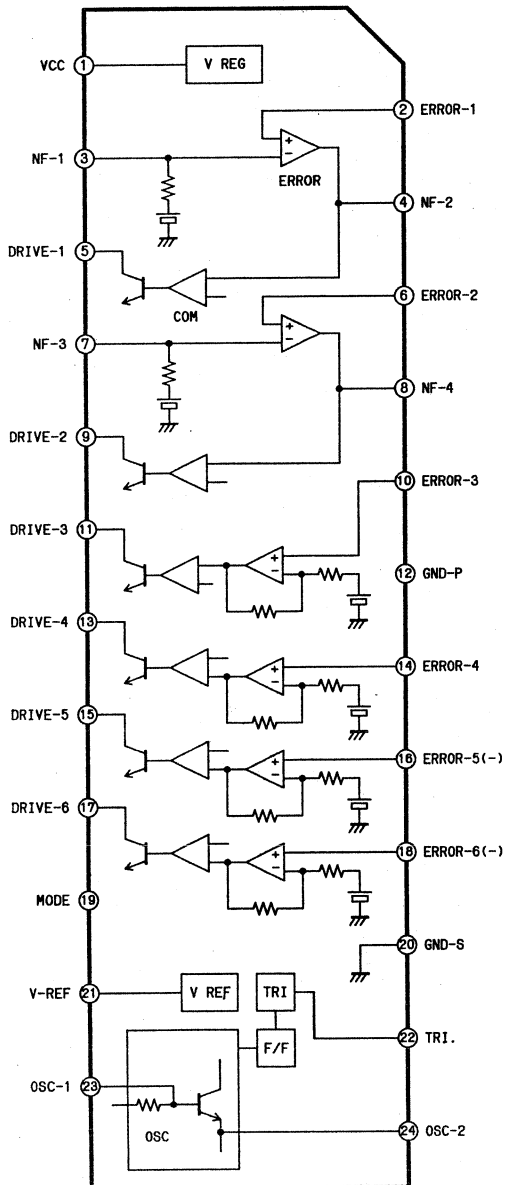 VCC 1 V REG
2 ERROR-1
+
−
NF-1 3
ERROR
4 NF-2
DRIVE-1 5
COM
6 ERROR-2
+
−
NF-3 7
8 NF-4
DRIVE-2 9
10 ERROR-3
DRIVE-3 11
+
−
12 GND-P
DRIVE-4 13
+
−
14 ERROR-4
DRIVE-5 15
+
−
16 ERROR-5(-)
DRIVE-6 17
+
−
18 ERROR-6(-)
MODE 19
20 GND-S
V-REF 21 V REF TRI
F/F
22 TRI.
OSC-1 23
OSC
24 OSC-2